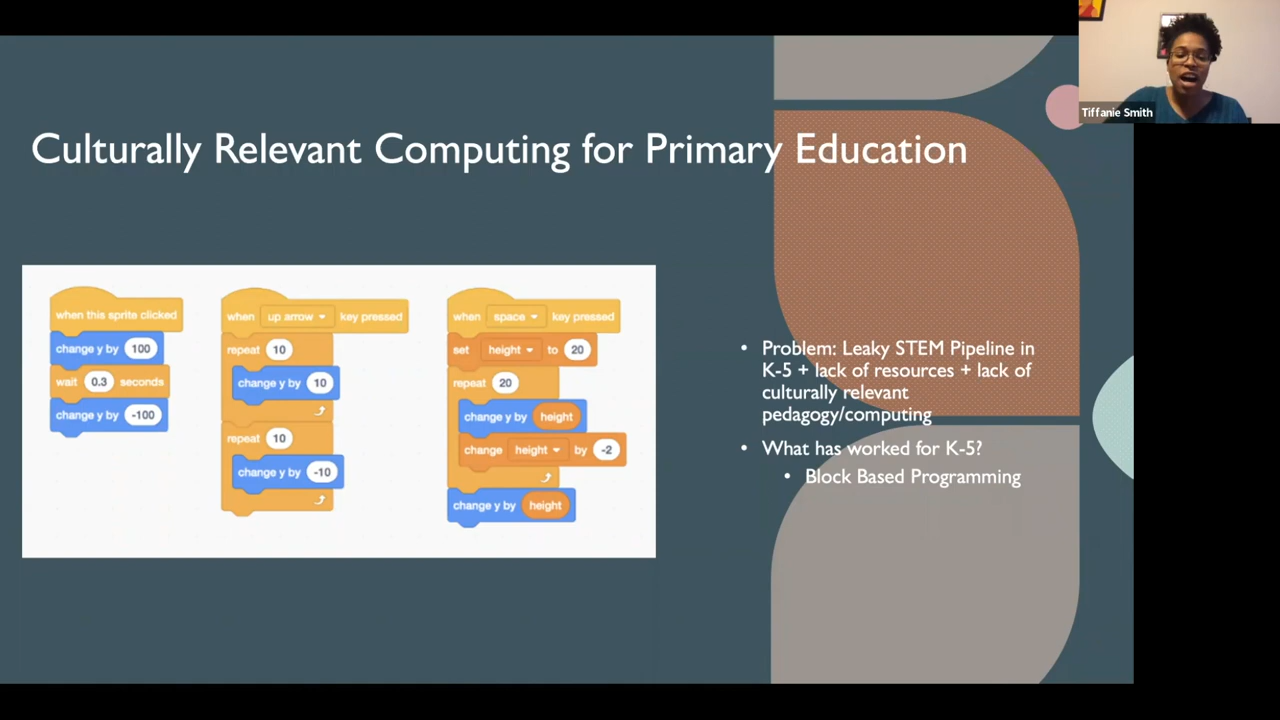 Tiffanie Smith
Culturally Relevant Computing for Primary Education
when this sprite clicked
change y by 100
wait 0.3 seconds
change y by -100
when up arrow key pressed
repeat 10
change y by 10
repeat 10
change y by -10
when space key pressed
set height to 20
repeat 20
change y by height
change height by -2
change y by height
• Problem: Leaky STEM Pipeline in
K-5 + lack of resources + lack of
culturally relevant
pedagogy/computing
• What has worked for K-5?
• Block Based Programming